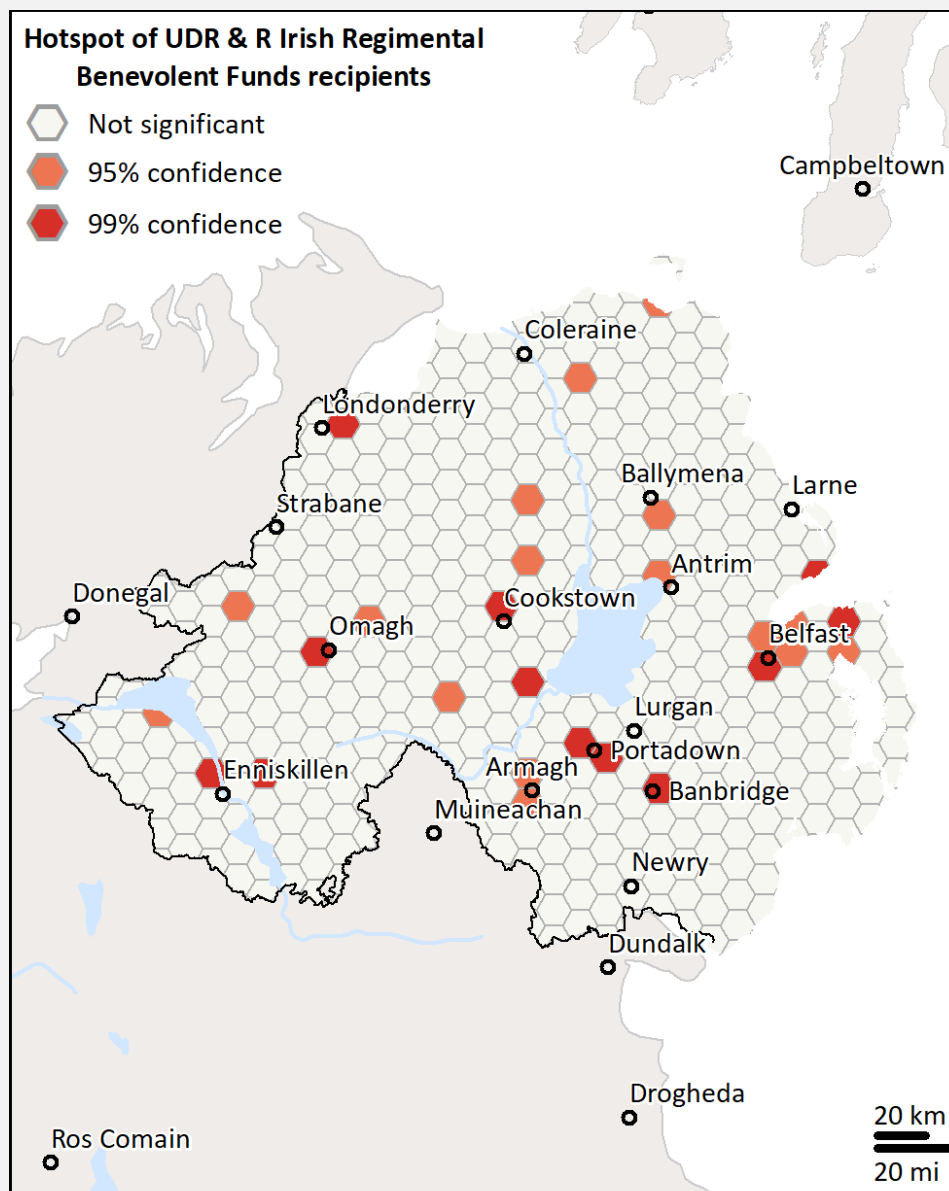 Hotspot of UDR & R Irish Regimental
Benevolent Funds recipients
Not significant
95% confidence
99% confidence
Campbeltown
Coleraine
Londonderry
Ballymena
Larne
Strabane
Antrim
Donegal
Cookstown
Omagh
Belfast
Lurgan
Portadown
Enniskillen
Armagh
Banbridge
Muineachan
Newry
Dundalk
Drogheda
20 km
Ros Comain
20 mi